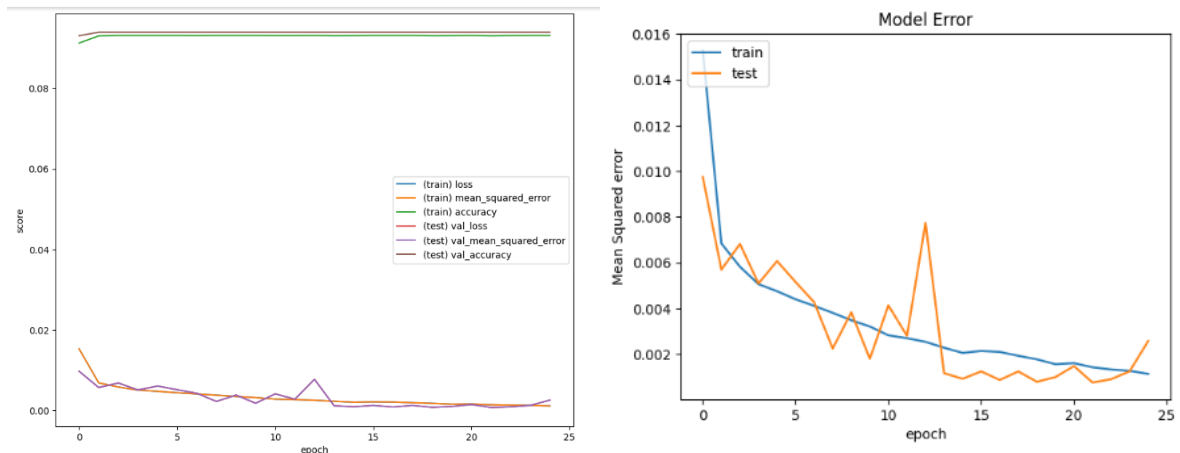 0.08
0.06
0.04
0.02
0.00
score
0 5 10 15 20 25
epoch
(train) loss
(train) mean_squared_error
(train) accuracy
(test) val_loss
(test) val_mean_squared_error
(test) val_accuracy
Model Error
0.016
0.014
0.012
0.010
0.008
0.006
0.004
0.002
Mean Squared error
0 5 10 15 20 25
epoch
train
test